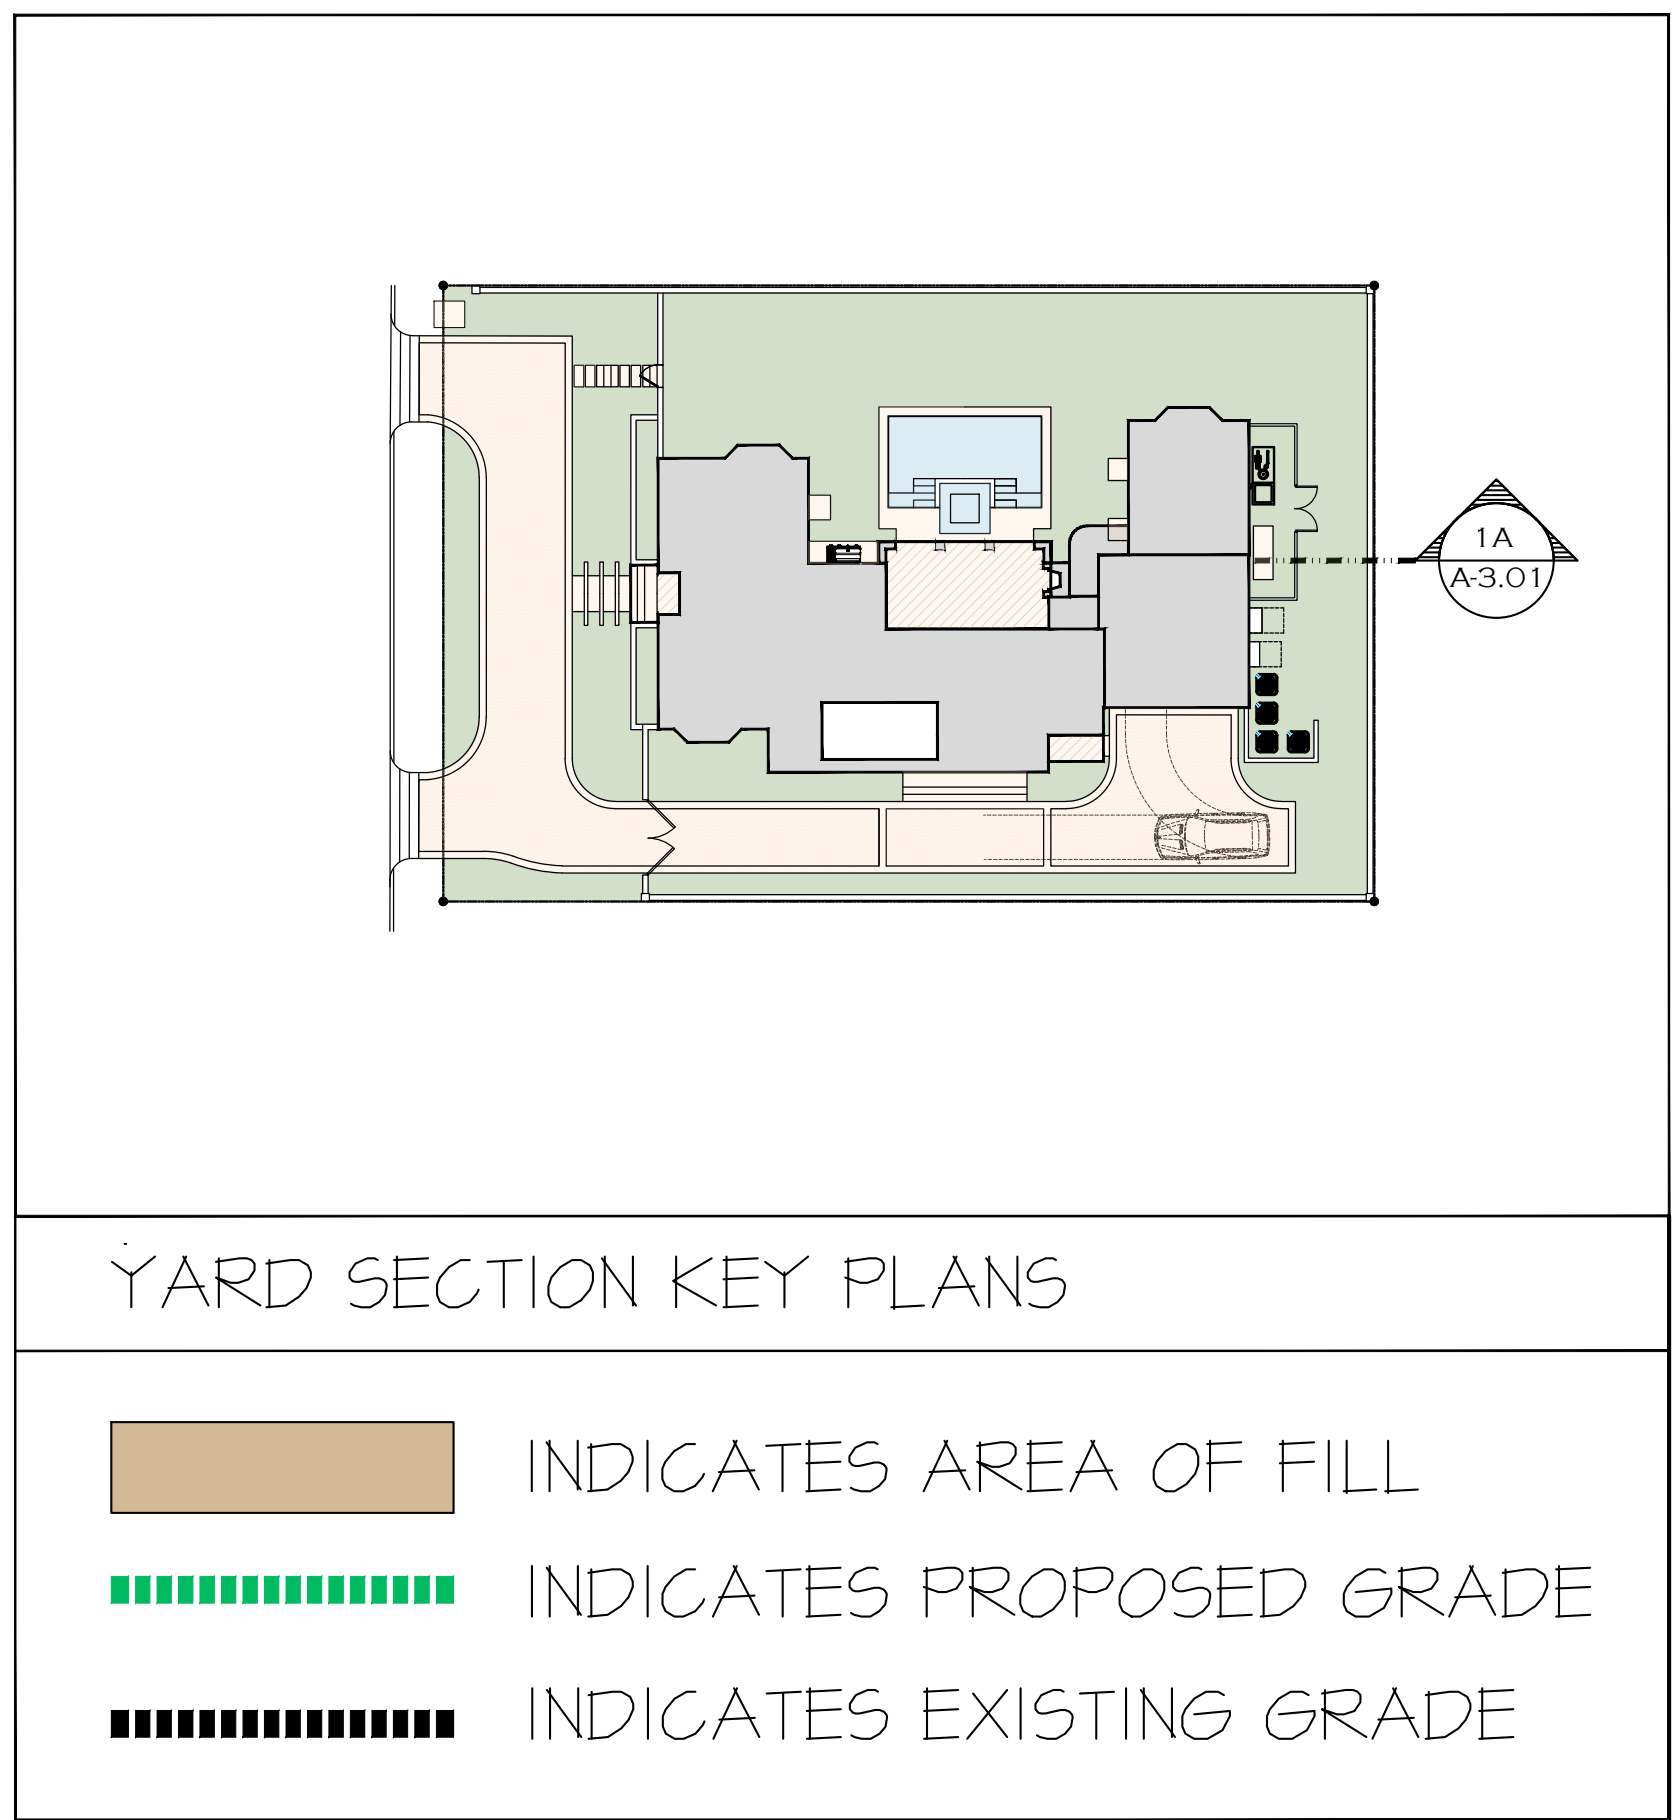 1A
A-3.01
YARD SECTION KEY PLANS
INDICATES AREA OF FILL
INDICATES PROPOSED GRADE
INDICATES EXISTING GRADE